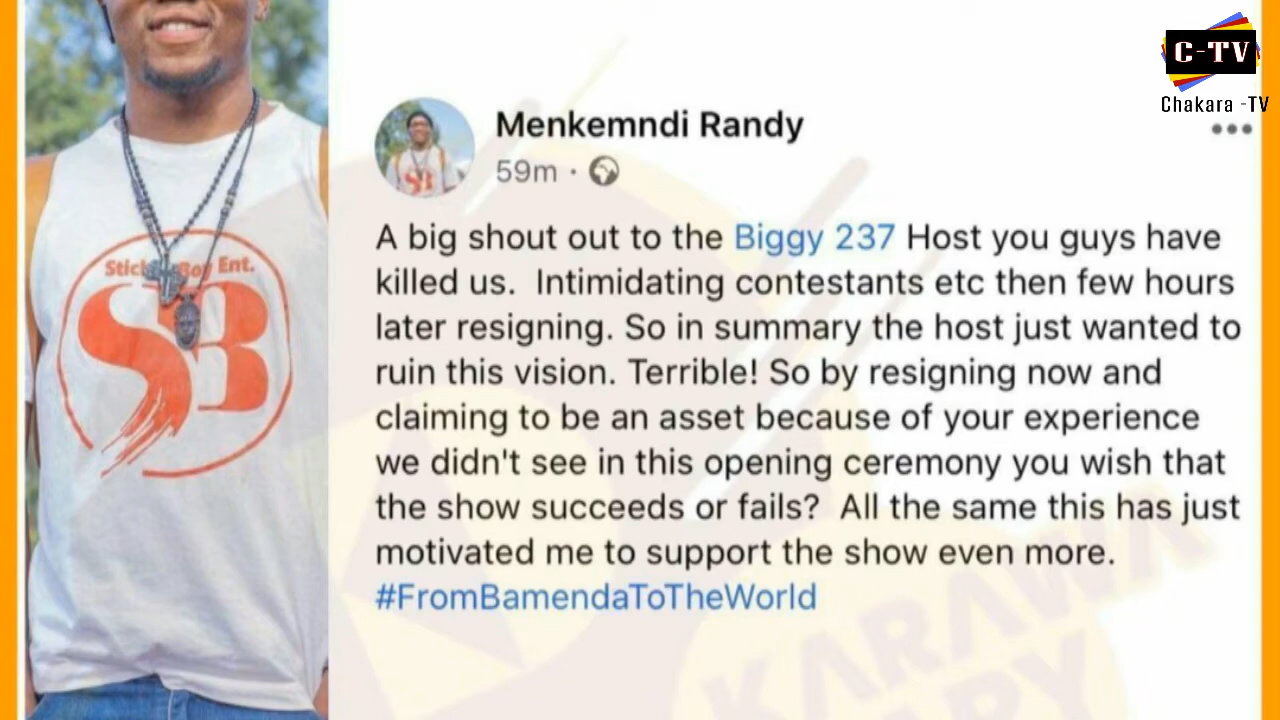 C-TV
Chakara -TV
Menkemndi Randy
59m ·
A big shout out to the Biggy 237 Host you guys have
killed us.  Intimidating contestants etc then few hours
later resigning. So in summary the host just wanted to
ruin this vision. Terrible! So by resigning now and
claiming to be an asset because of your experience
we didn't see in this opening ceremony you wish that
the show succeeds or fails?  All the same this has just
motivated me to support the show even more.
#FromBamendaToTheWorld
Ent.
SB
KARAWA